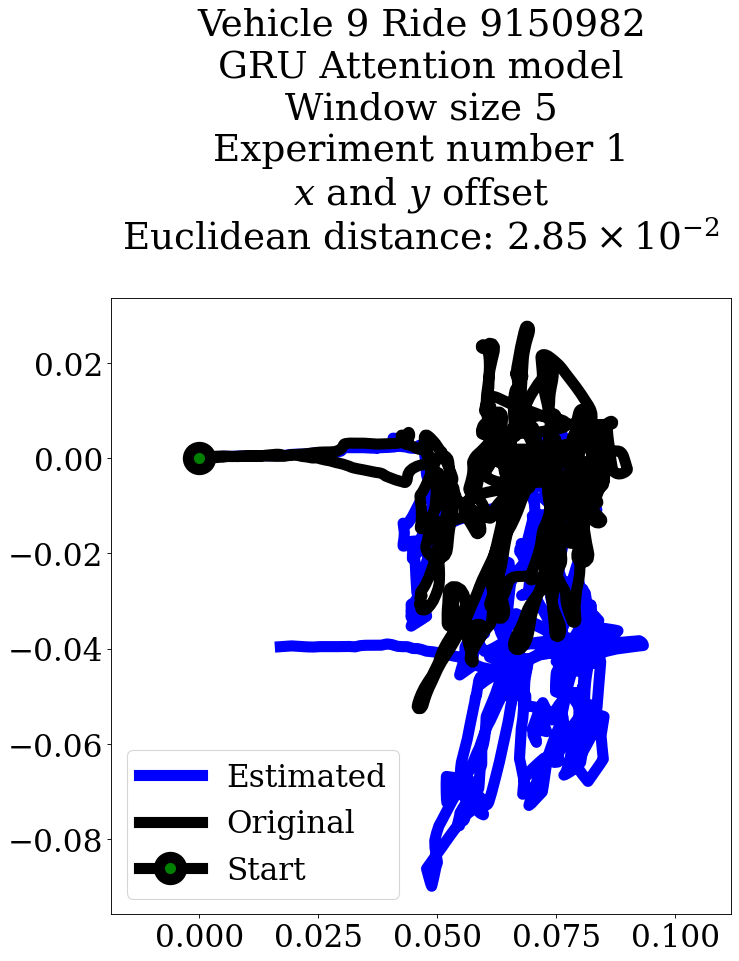 Vehicle 9 Ride 9150982
GRU Attention model
Window size 5
Experiment number 1
x and y offset
Euclidean distance: 2.85 × 10⁻²
0.02
0.00
−0.02
−0.04
−0.06
−0.08
Estimated
Original
Start
0.000 0.025 0.050 0.075 0.100